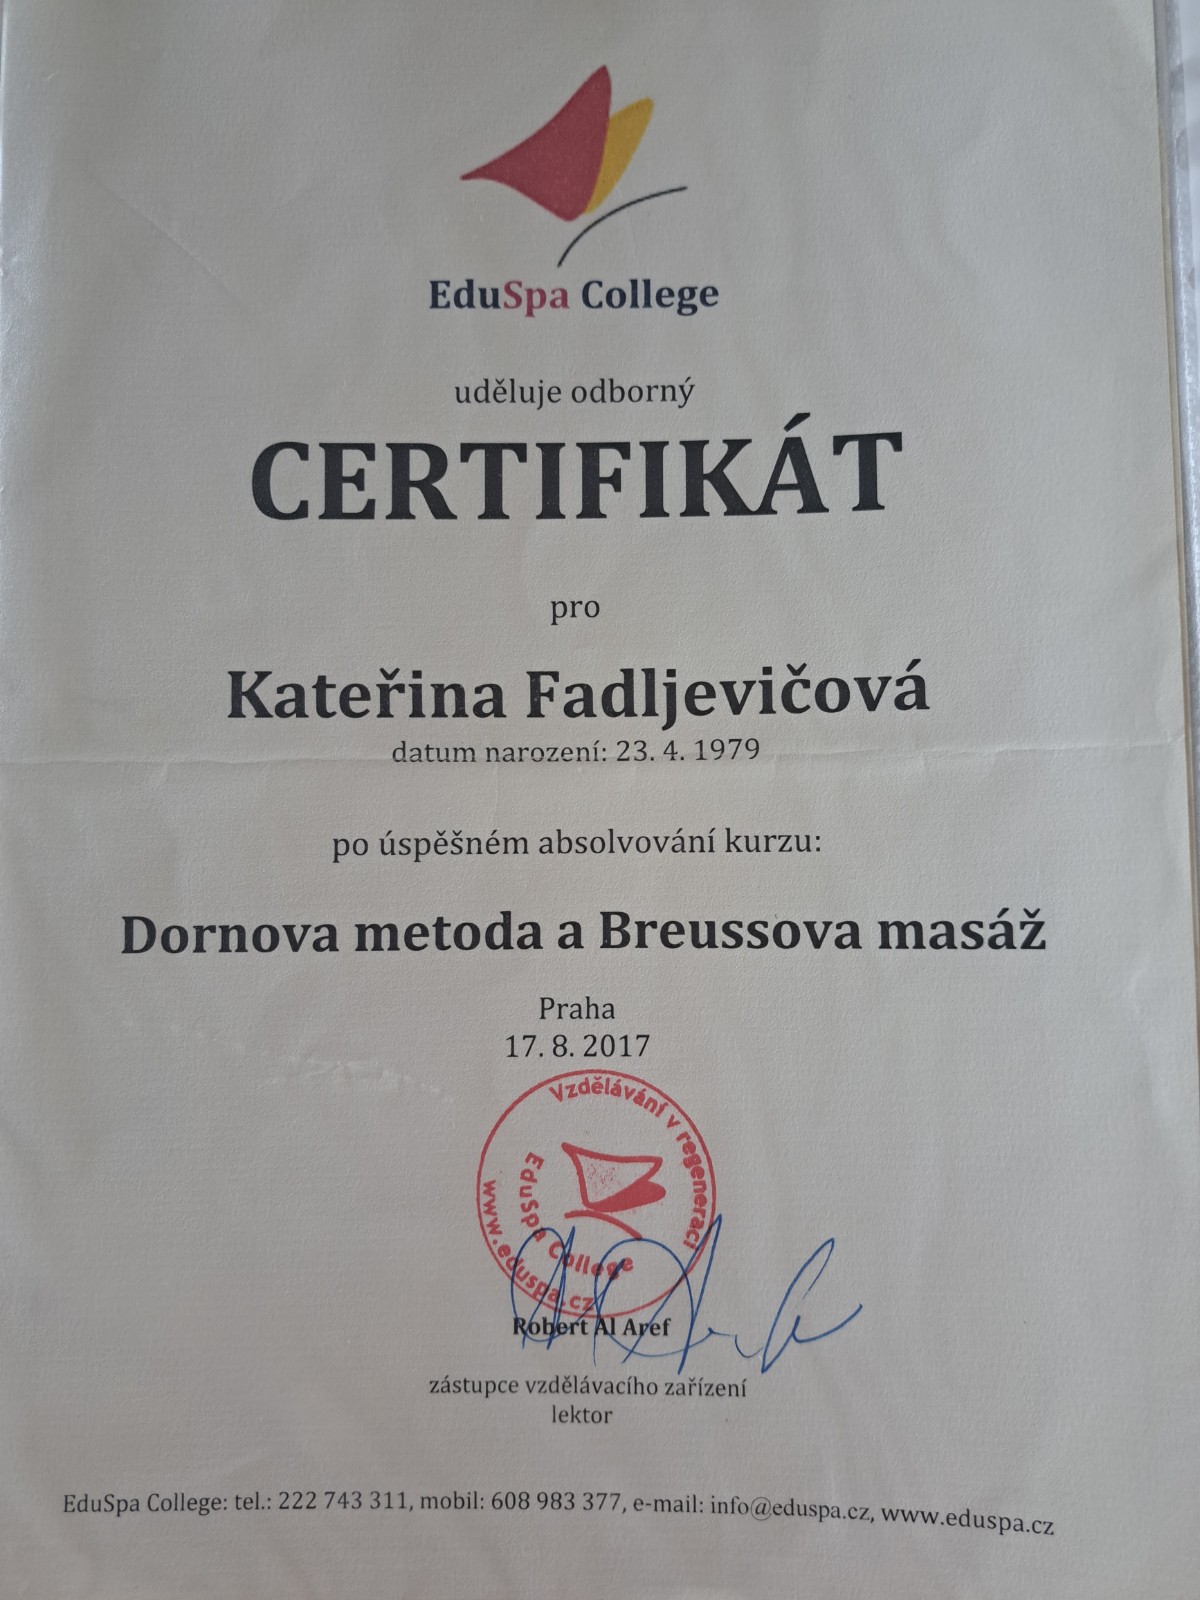 EduSpa College
uděluje odborný
CERTIFIKÁT
pro
Kateřina Fadljevičová
datum narození: 23. 4. 1979
po úspěšném absolvování kurzu:
Dornova metoda a Breussova masáž
Praha
17. 8. 2017
Vzdělávání v regeneraci
EduSpa College
www.eduspa.cz
Robert Al Aref
zástupce vzdělávacího zařízení
lektor
EduSpa College: tel.: 222 743 311, mobil: 608 983 377, e-mail: info@eduspa.cz, www.eduspa.cz